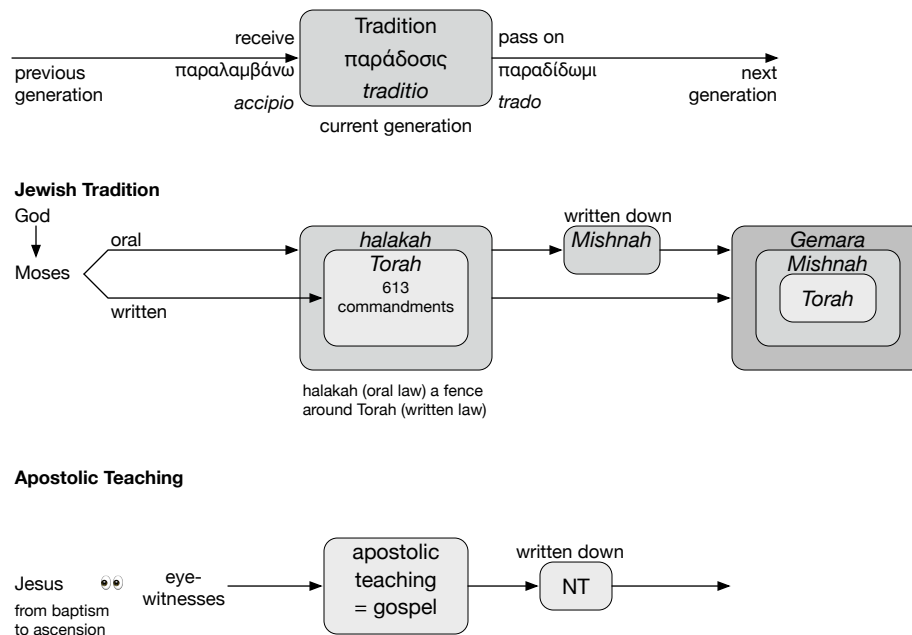 receive
παραλαμβάνω
accipio
previous
generation
Tradition
παράδοσις
traditio
current generation
pass on
παραδίδωμι
trado
next
generation
Jewish Tradition
God
Moses
oral
written
halakah
Torah
613
commandments
halakah (oral law) a fence
around Torah (written law)
written down
Mishnah
Gemara
Mishnah
Torah
Apostolic Teaching
Jesus
from baptism
to ascension
eye-
witnesses
apostolic
teaching
= gospel
written down
NT